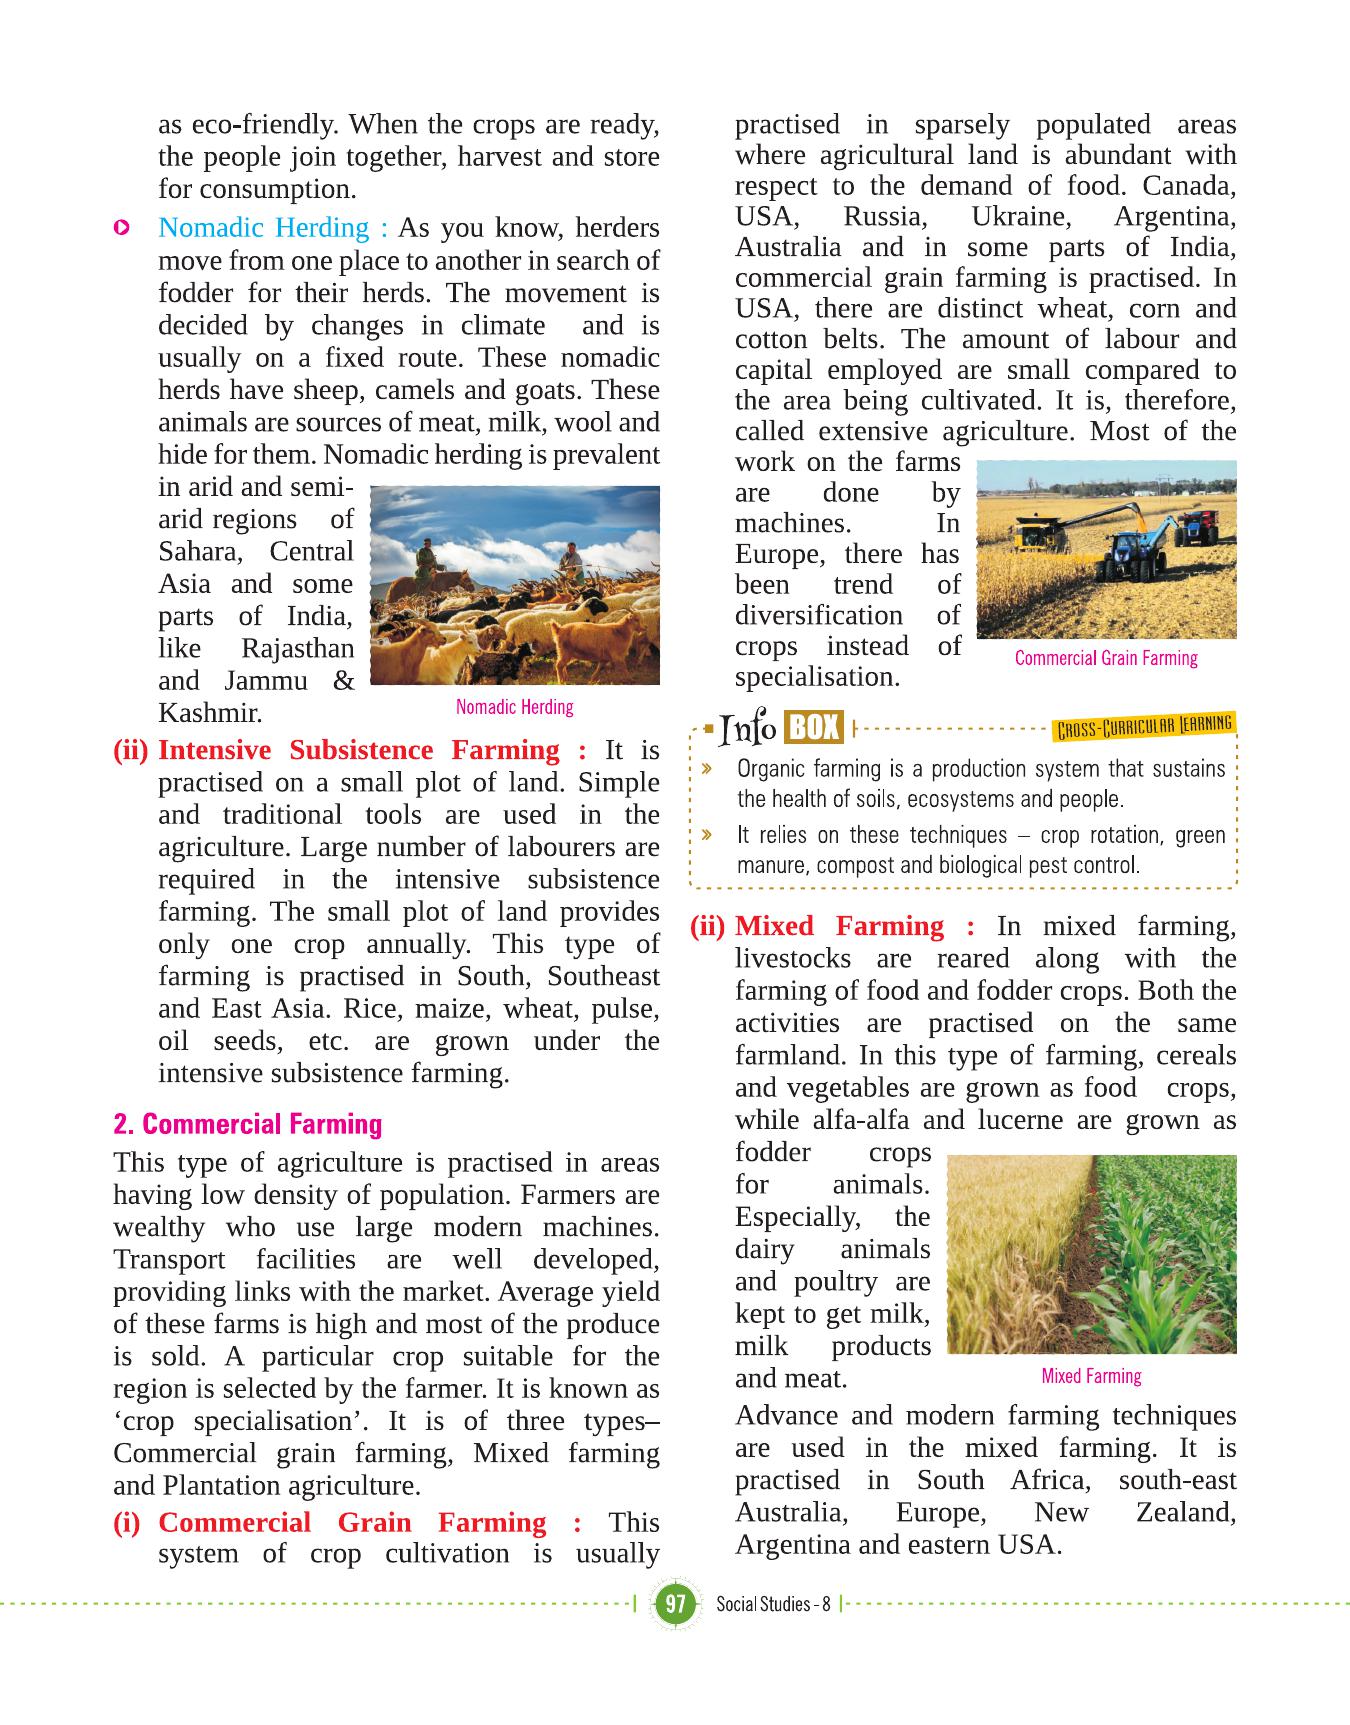 as eco-friendly. When the crops are ready,
the people join together, harvest and store
for consumption.
Nomadic Herding : As you know, herders
move from one place to another in search of
fodder for their herds. The movement is
decided by changes in climate and is
usually on a fixed route. These nomadic
herds have sheep, camels and goats. These
animals are sources of meat, milk, wool and
hide for them. Nomadic herding is prevalent
in arid and semi-
arid regions of
Sahara, Central
Asia and some
parts of India,
like Rajasthan
and Jammu &
Kashmir.
Nomadic Herding
(ii) Intensive Subsistence Farming : It is
practised on a small plot of land. Simple
and traditional tools are used in the
agriculture. Large number of labourers are
required in the intensive subsistence
farming. The small plot of land provides
only one crop annually. This type of
farming is practised in South, Southeast
and East Asia. Rice, maize, wheat, pulse,
oil seeds, etc. are grown under the
intensive subsistence farming.
2. Commercial Farming
This type of agriculture is practised in areas
having low density of population. Farmers are
wealthy who use large modern machines.
Transport facilities are well developed,
providing links with the market. Average yield
of these farms is high and most of the produce
is sold. A particular crop suitable for the
region is selected by the farmer. It is known as
‘crop specialisation’. It is of three types–
Commercial grain farming, Mixed farming
and Plantation agriculture.
(i) Commercial Grain Farming : This
system of crop cultivation is usually
practised in sparsely populated areas
where agricultural land is abundant with
respect to the demand of food. Canada,
USA, Russia, Ukraine, Argentina,
Australia and in some parts of India,
commercial grain farming is practised. In
USA, there are distinct wheat, corn and
cotton belts. The amount of labour and
capital employed are small compared to
the area being cultivated. It is, therefore,
called extensive agriculture. Most of the
work on the farms
are done by
machines. In
Europe, there has
been trend of
diversification of
crops instead of
specialisation.
Commercial Grain Farming
Info BOX
Cross-Curricular Learning
» Organic farming is a production system that sustains
the health of soils, ecosystems and people.
» It relies on these techniques – crop rotation, green
manure, compost and biological pest control.
(ii) Mixed Farming : In mixed farming,
livestocks are reared along with the
farming of food and fodder crops. Both the
activities are practised on the same
farmland. In this type of farming, cereals
and vegetables are grown as food crops,
while alfa-alfa and lucerne are grown as
fodder crops
for animals.
Especially, the
dairy animals
and poultry are
kept to get milk,
milk products
and meat.
Mixed Farming
Advance and modern farming techniques
are used in the mixed farming. It is
practised in South Africa, south-east
Australia, Europe, New Zealand,
Argentina and eastern USA.
97 Social Studies - 8